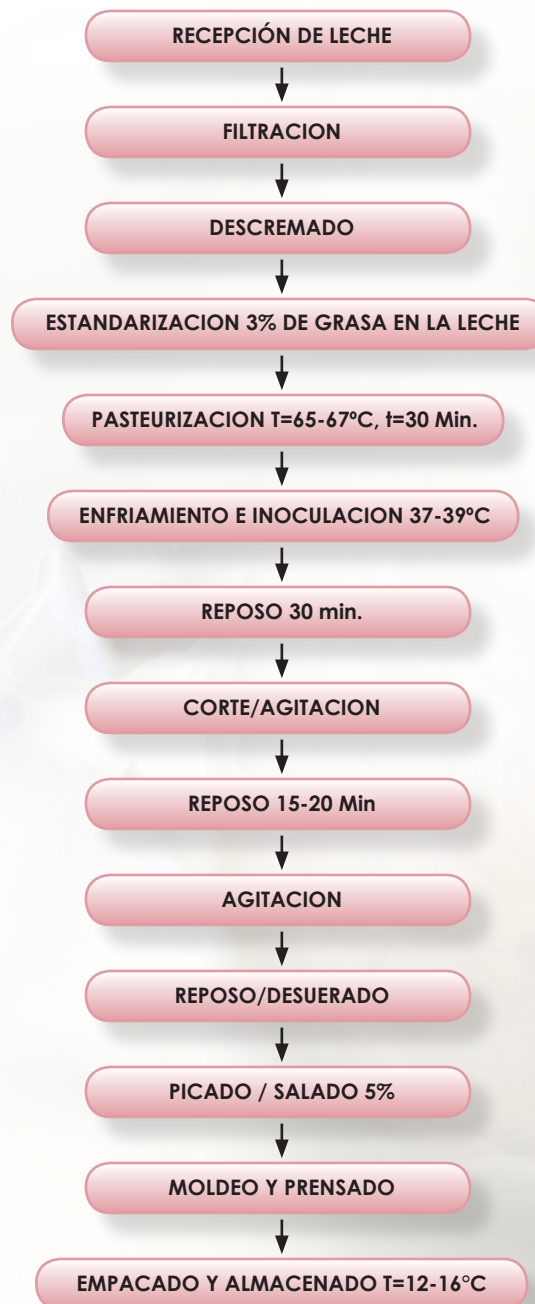 RECEPCIÓN DE LECHE
FILTRACION
DESCREMADO
ESTANDARIZACION 3% DE GRASA EN LA LECHE
PASTEURIZACION T=65-67ºC, t=30 Min.
ENFRIAMIENTO E INOCULACION 37-39ºC
REPOSO 30 min.
CORTE/AGITACION
REPOSO 15-20 Min
AGITACION
REPOSO/DESUERADO
PICADO / SALADO 5%
MOLDEO Y PRENSADO
EMPACADO Y ALMACENADO T=12-16°C